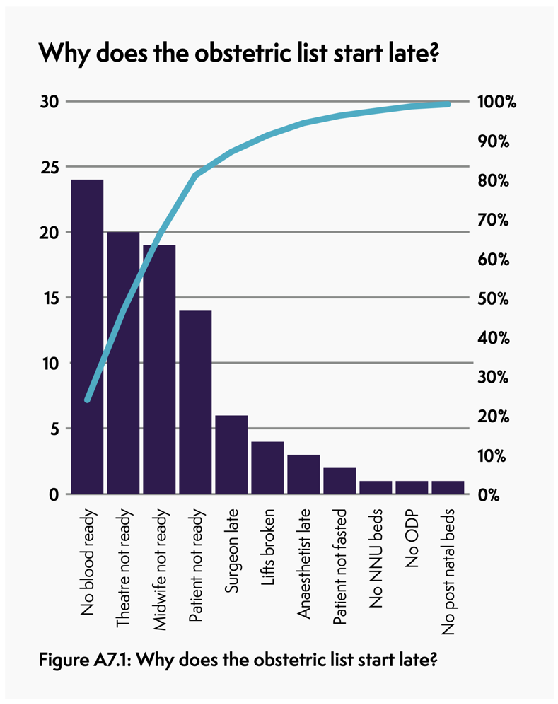 Why does the obstetric list start late?
30
25
20
15
10
5
0
100%
90%
80%
70%
60%
50%
40%
30%
20%
10%
0%
No blood ready
Theatre not ready
Midwife not ready
Patient not ready
Surgeon late
Lifts broken
Anaesthetist late
Patient not fasted
No NNU beds
No ODP
No post natal beds
Figure A7.1: Why does the obstetric list start late?